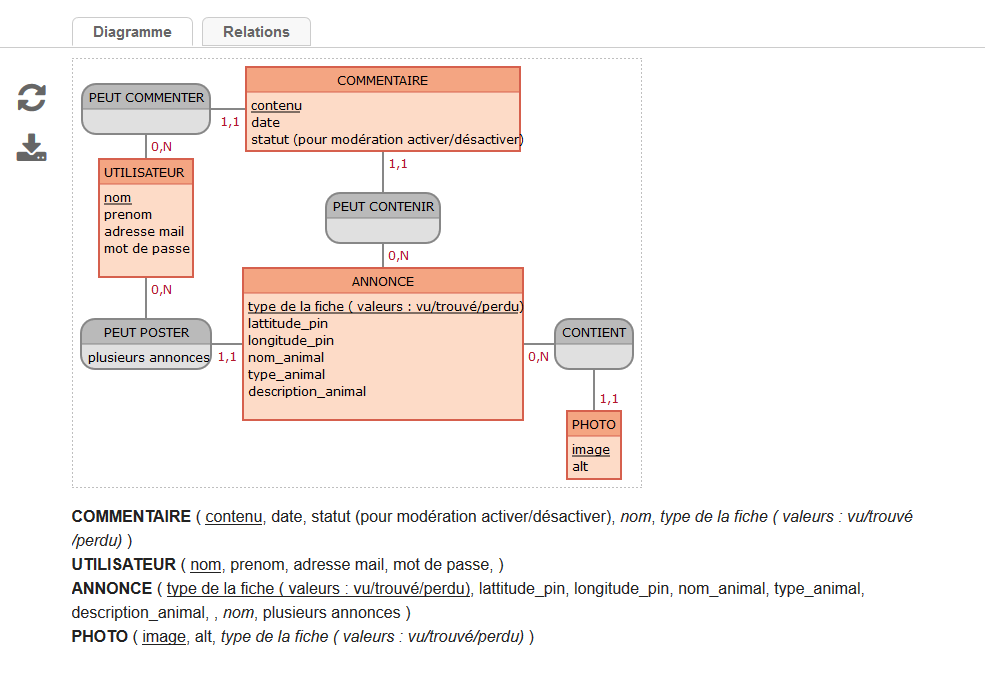 Diagramme
Relations
PEUT COMMENTER
COMMENTAIRE
contenu
date
statut (pour modération activer/désactiver)
1,1
0,N
1,1
UTILISATEUR
nom
prenom
adresse mail
mot de passe
PEUT CONTENIR
0,N
0,N
ANNONCE
type de la fiche ( valeurs : vu/trouvé/perdu)
lattitude_pin
longitude_pin
nom_animal
type_animal
description_animal
PEUT POSTER
plusieurs annonces
1,1
0,N
CONTIENT
1,1
PHOTO
image
alt
COMMENTAIRE ( contenu, date, statut (pour modération activer/désactiver), nom, type de la fiche ( valeurs : vu/trouvé
/perdu) )
UTILISATEUR ( nom, prenom, adresse mail, mot de passe, )
ANNONCE ( type de la fiche ( valeurs : vu/trouvé/perdu), lattitude_pin, longitude_pin, nom_animal, type_animal,
description_animal, , nom, plusieurs annonces )
PHOTO ( image, alt, type de la fiche ( valeurs : vu/trouvé/perdu) )